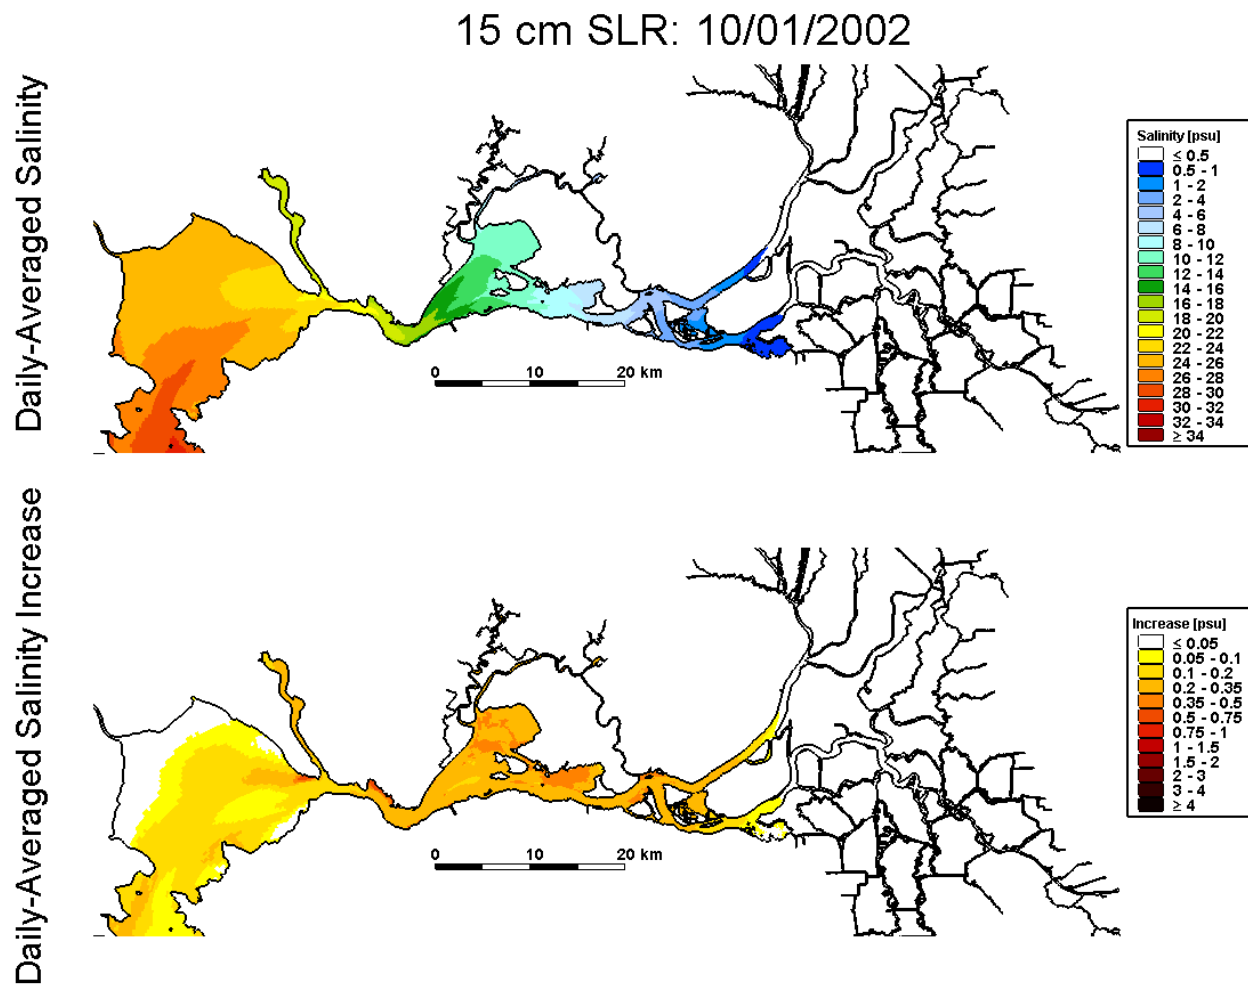 15 cm SLR: 10/01/2002
Daily-Averaged Salinity
Salinity [psu]
≤ 0.5
0.5 - 1
1 - 2
2 - 4
4 - 6
6 - 8
8 - 10
10 - 12
12 - 14
14 - 16
16 - 18
18 - 20
20 - 22
22 - 24
24 - 26
26 - 28
28 - 30
30 - 32
32 - 34
≥ 34
0 10 20 km
Daily-Averaged Salinity Increase
Increase [psu]
≤ 0.05
0.05 - 0.1
0.1 - 0.2
0.2 - 0.35
0.35 - 0.5
0.5 - 0.75
0.75 - 1
1 - 1.5
1.5 - 2
2 - 3
3 - 4
≥ 4
0 10 20 km